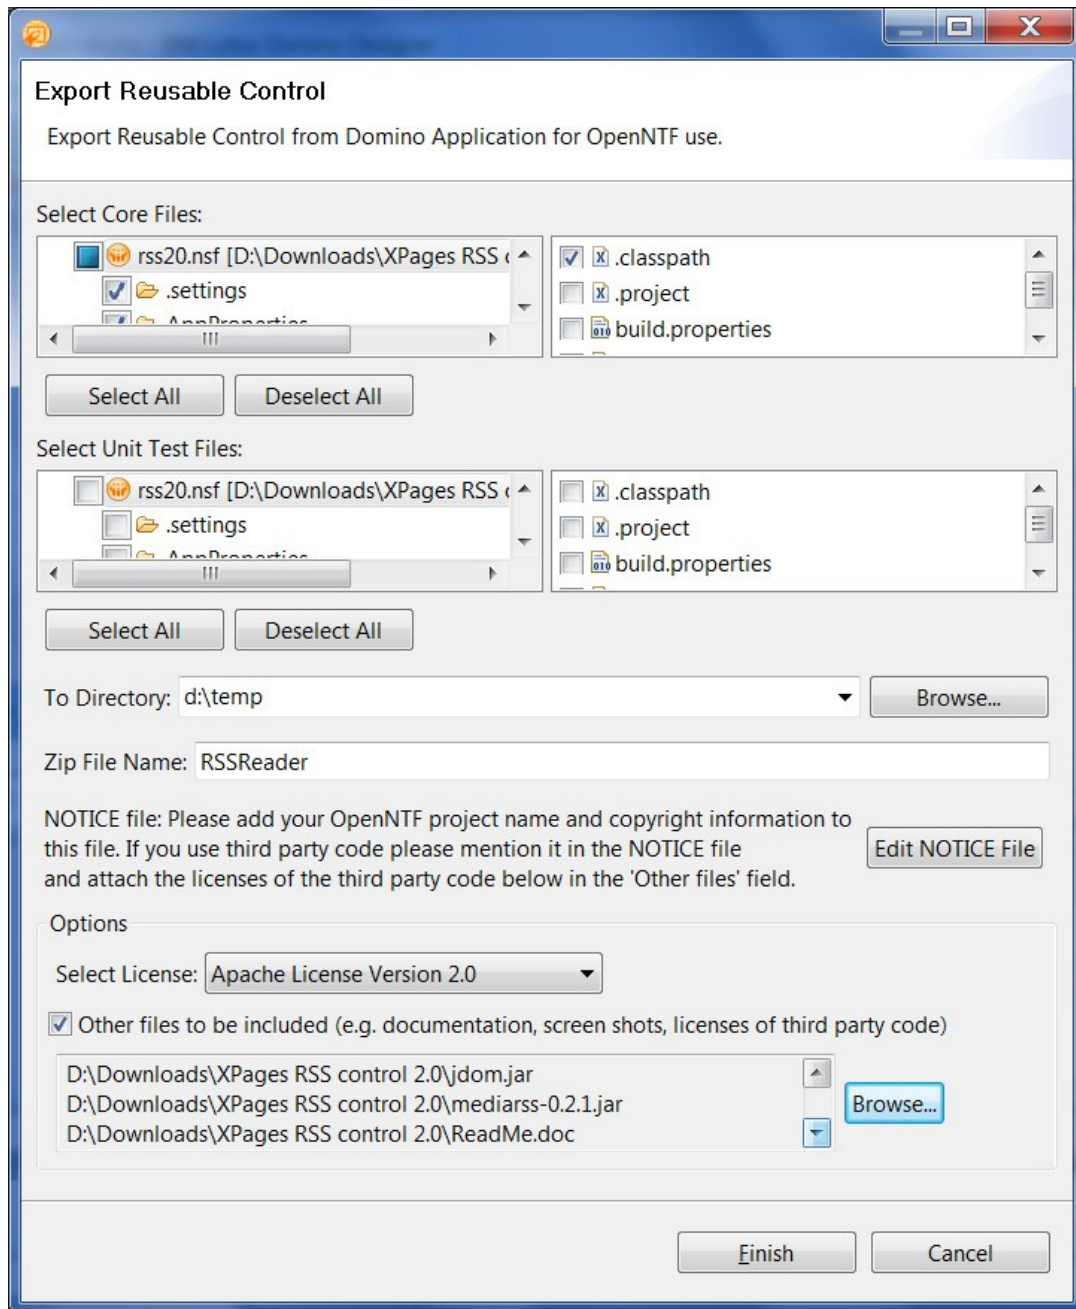 Export Reusable Control
Export Reusable Control from Domino Application for OpenNTF use.
Select Core Files:
rss20.nsf [D:\Downloads\XPages RSS
.settings
AppProperties
.classpath
.project
build.properties
Select All
Deselect All
Select Unit Test Files:
rss20.nsf [D:\Downloads\XPages RSS
.settings
AppProperties
.classpath
.project
build.properties
Select All
Deselect All
To Directory: d:\temp
Browse...
Zip File Name: RSSReader
NOTICE file: Please add your OpenNTF project name and copyright information to
this file. If you use third party code please mention it in the NOTICE file
and attach the licenses of the third party code below in the 'Other files' field.
Edit NOTICE File
Options
Select License: Apache License Version 2.0
Other files to be included (e.g. documentation, screen shots, licenses of third party code)
D:\Downloads\XPages RSS control 2.0\jdom.jar
D:\Downloads\XPages RSS control 2.0\mediarss-0.2.1.jar
D:\Downloads\XPages RSS control 2.0\ReadMe.doc
Browse...
Finish
Cancel